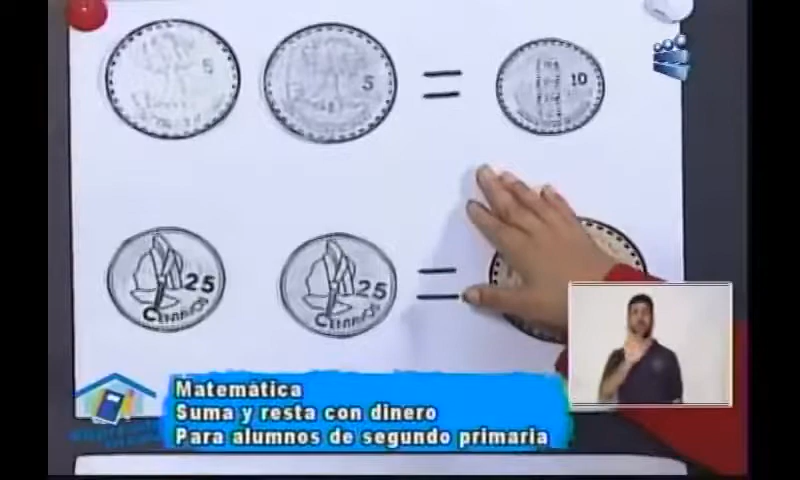 5 5 = 10
25 CENTAVOS 25 CENTAVOS =
Matemática
Suma y resta con dinero
Para alumnos de segundo primaria